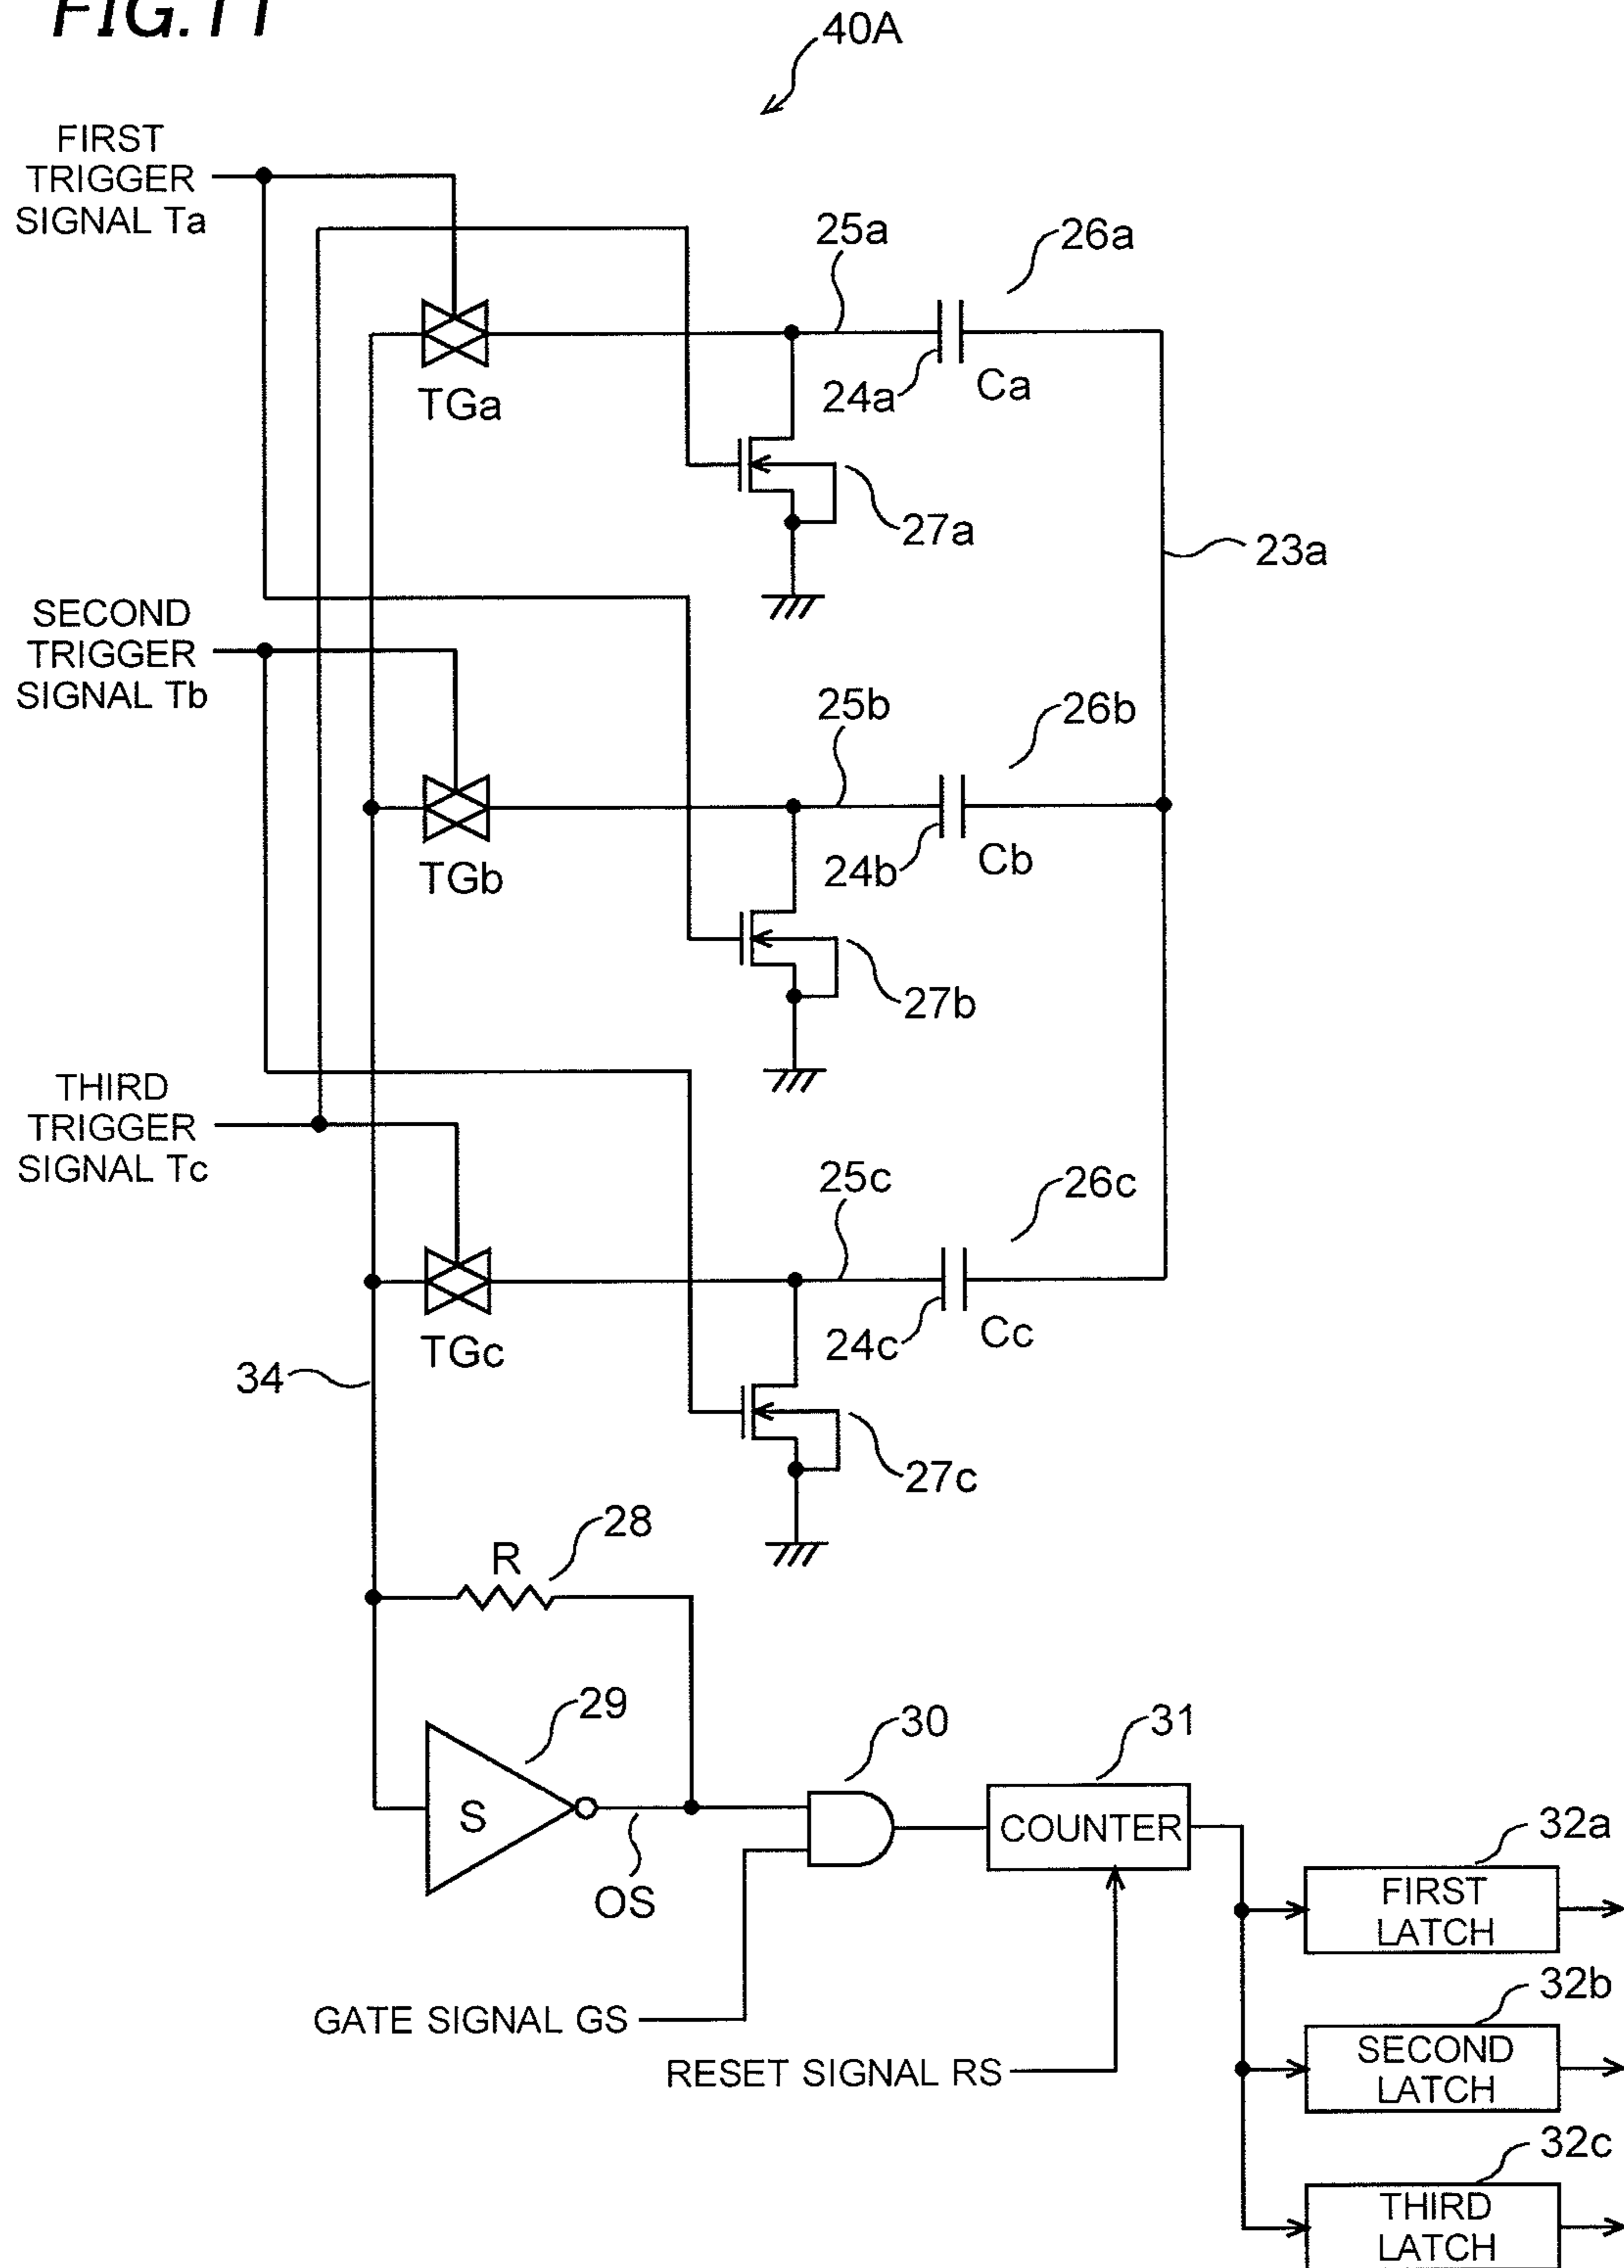 FIG.11
40A
FIRST
TRIGGER
SIGNAL Ta
25a
26a
TGa
24a
Ca
27a
23a
SECOND
TRIGGER
SIGNAL Tb
25b
26b
TGb
24b
Cb
27b
THIRD
TRIGGER
SIGNAL Tc
25c
26c
TGc
24c
Cc
34
27c
28
R
29
30
31
S
COUNTER
OS
32a
FIRST
LATCH
GATE SIGNAL GS
32b
RESET SIGNAL RS
SECOND
LATCH
32c
THIRD
LATCH